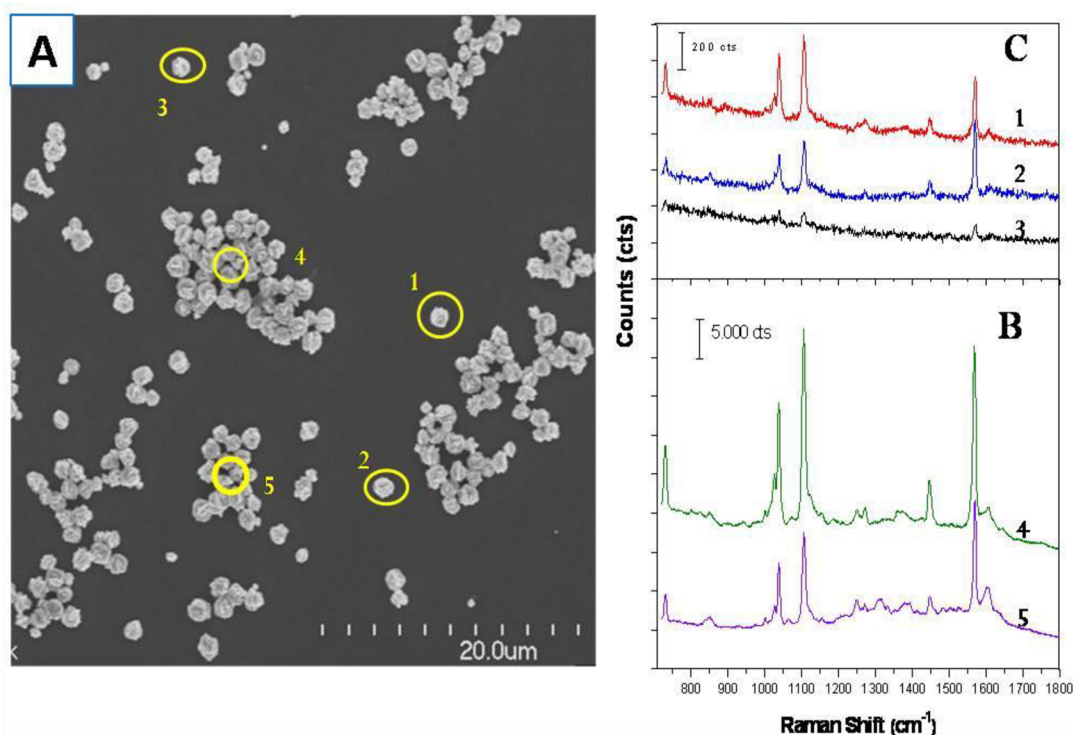 A
3
4
1
2
5
k
20.0um
200 cts
C
1
2
3
Counts (cts)
5.000 cts
B
4
5
800 900 1000 1100 1200 1300 1400 1500 1600 1700 1800
Raman Shift (cm⁻¹)